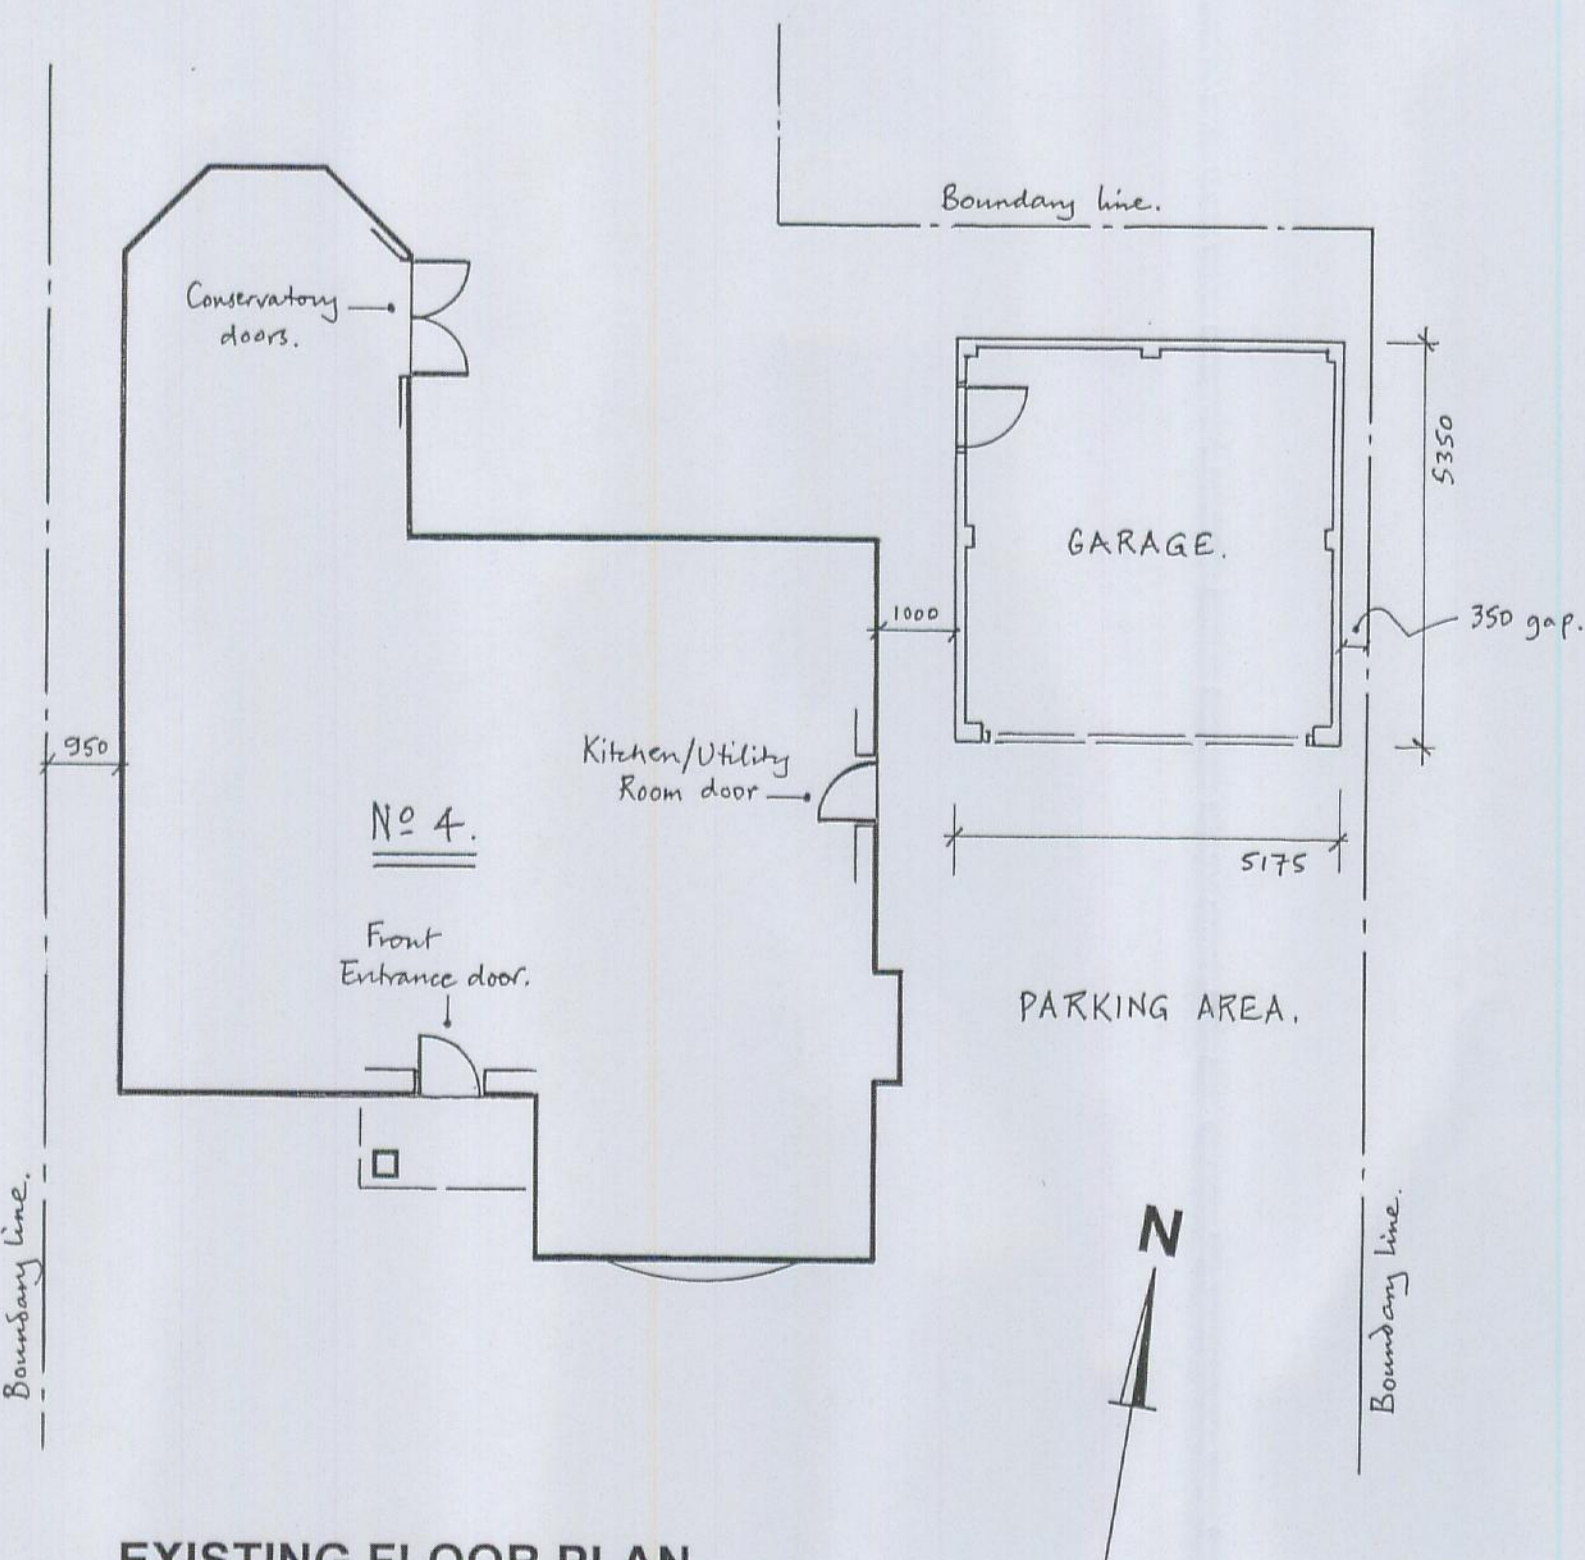 Boundary line.
Conservatory
doors.
5350
GARAGE.
1000
350 gap.
950
Kitchen/Utility
Room door
No 4.
5175
Front
Entrance door.
PARKING AREA.
N
Boundary line.
Boundary line.
EXISTING FLOOR PLAN